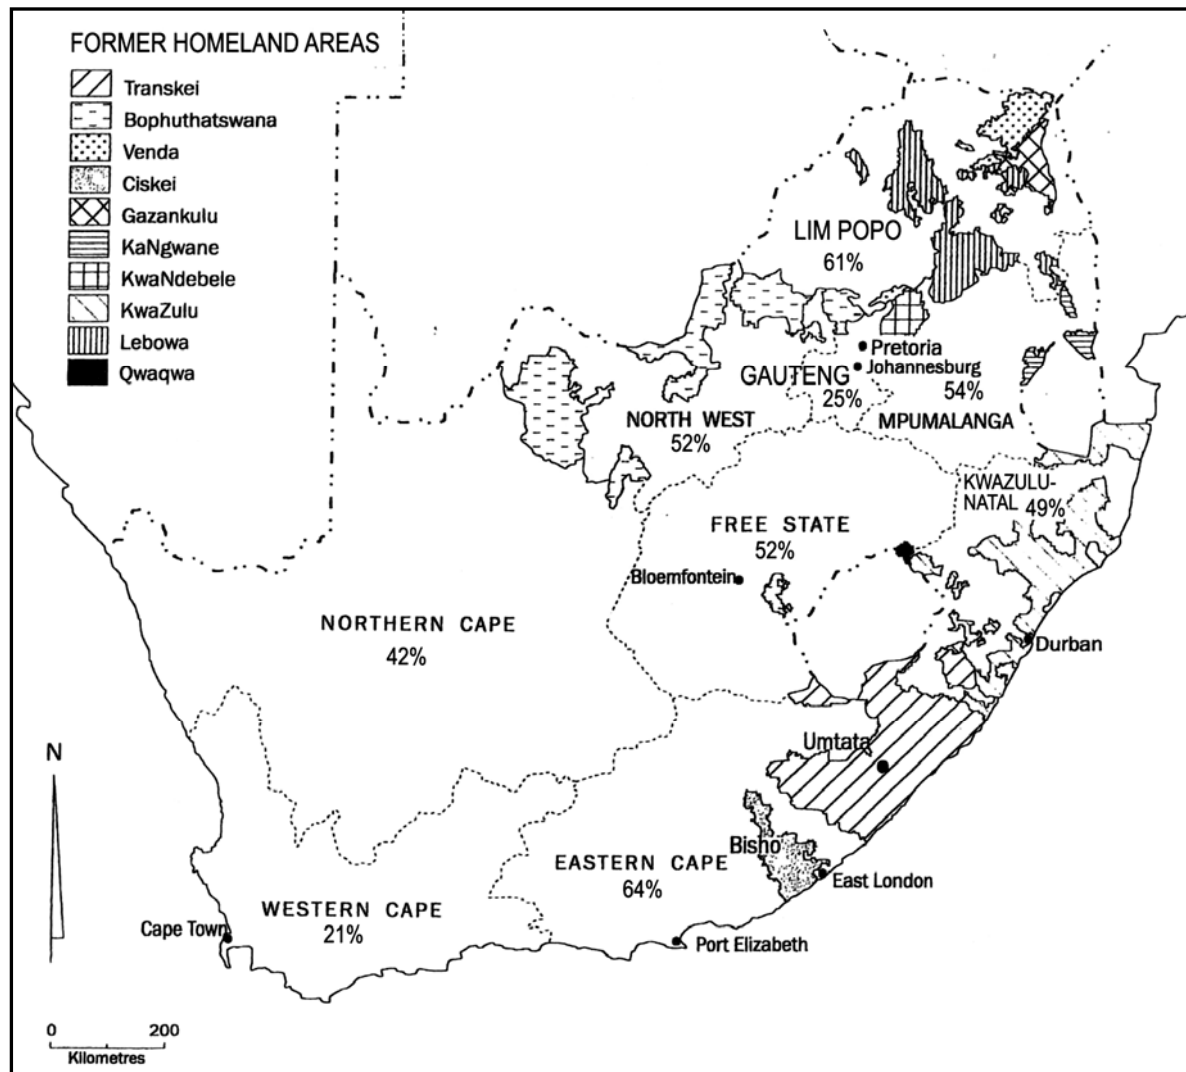 FORMER HOMELAND AREAS
Transkei
Bophuthatswana
Venda
Ciskei
Gazankulu
KaNgwane
KwaNdebele
KwaZulu
Lebowa
Qwaqwa
LIM POPO
61%
Pretoria
Johannesburg
GAUTENG
25%
54%
MPUMALANGA
NORTH WEST
52%
KWAZULU-
NATAL 49%
FREE STATE
52%
Bloemfontein
NORTHERN CAPE
42%
Durban
Umtata
Bisho
EASTERN CAPE
64%
East London
WESTERN CAPE
21%
Cape Town
Port Elizabeth
N
0 200
Kilometres